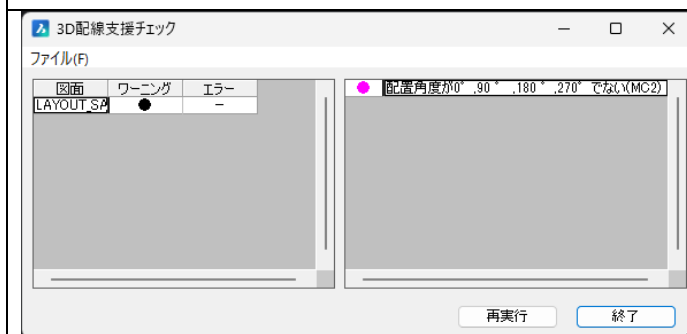 3D配線支援チェック
ファイル(F)
図面 ワーニング エラー
LAYOUT_SA ● −
● 配置角度が0°,90°,180°,270°でない(MC2)
再実行 終了